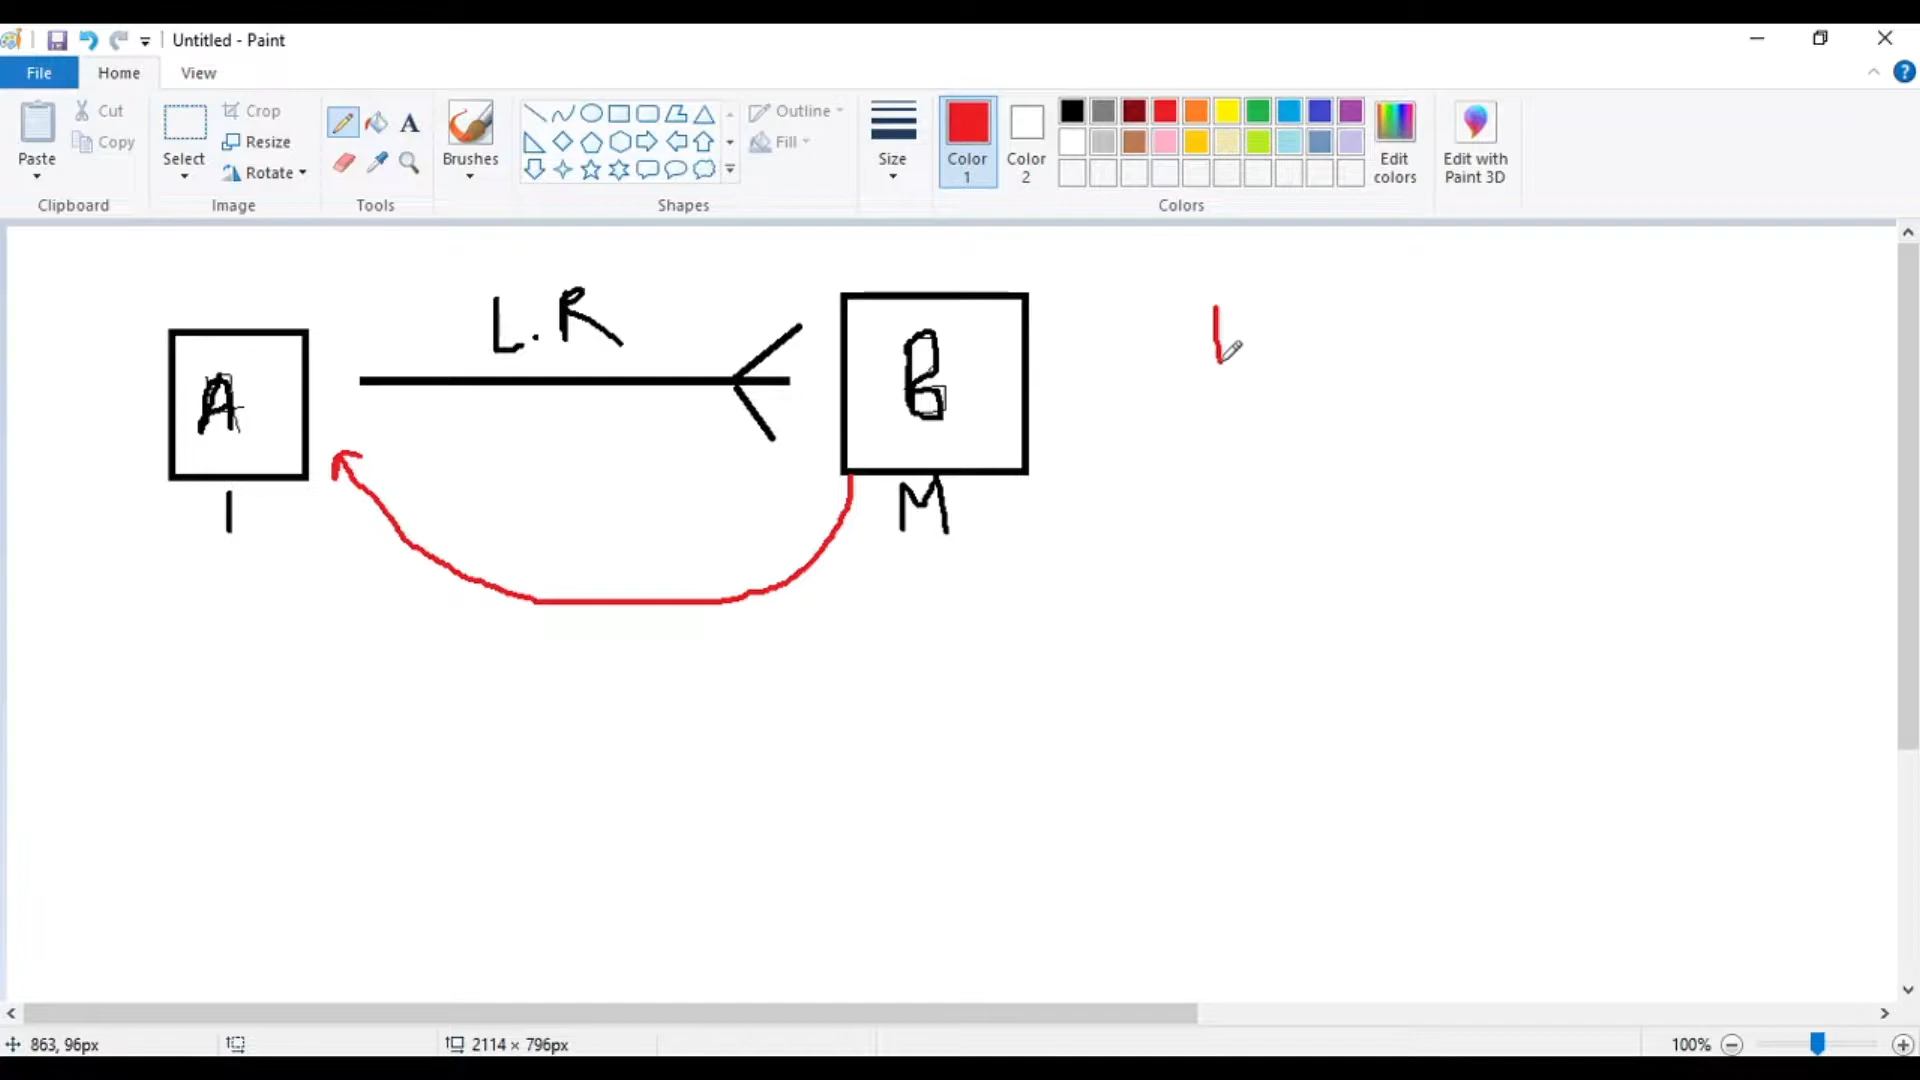 Untitled - Paint
File Home View
Paste
Cut
Copy
Clipboard
Select
Crop
Resize
Rotate
Image
A
Tools
Brushes
Shapes
Outline
Fill
Size
Color 1
Color 2
Edit colors
Edit with Paint 3D
Colors
L.R
A
B
1
M
863, 96px
2114 × 796px
100%